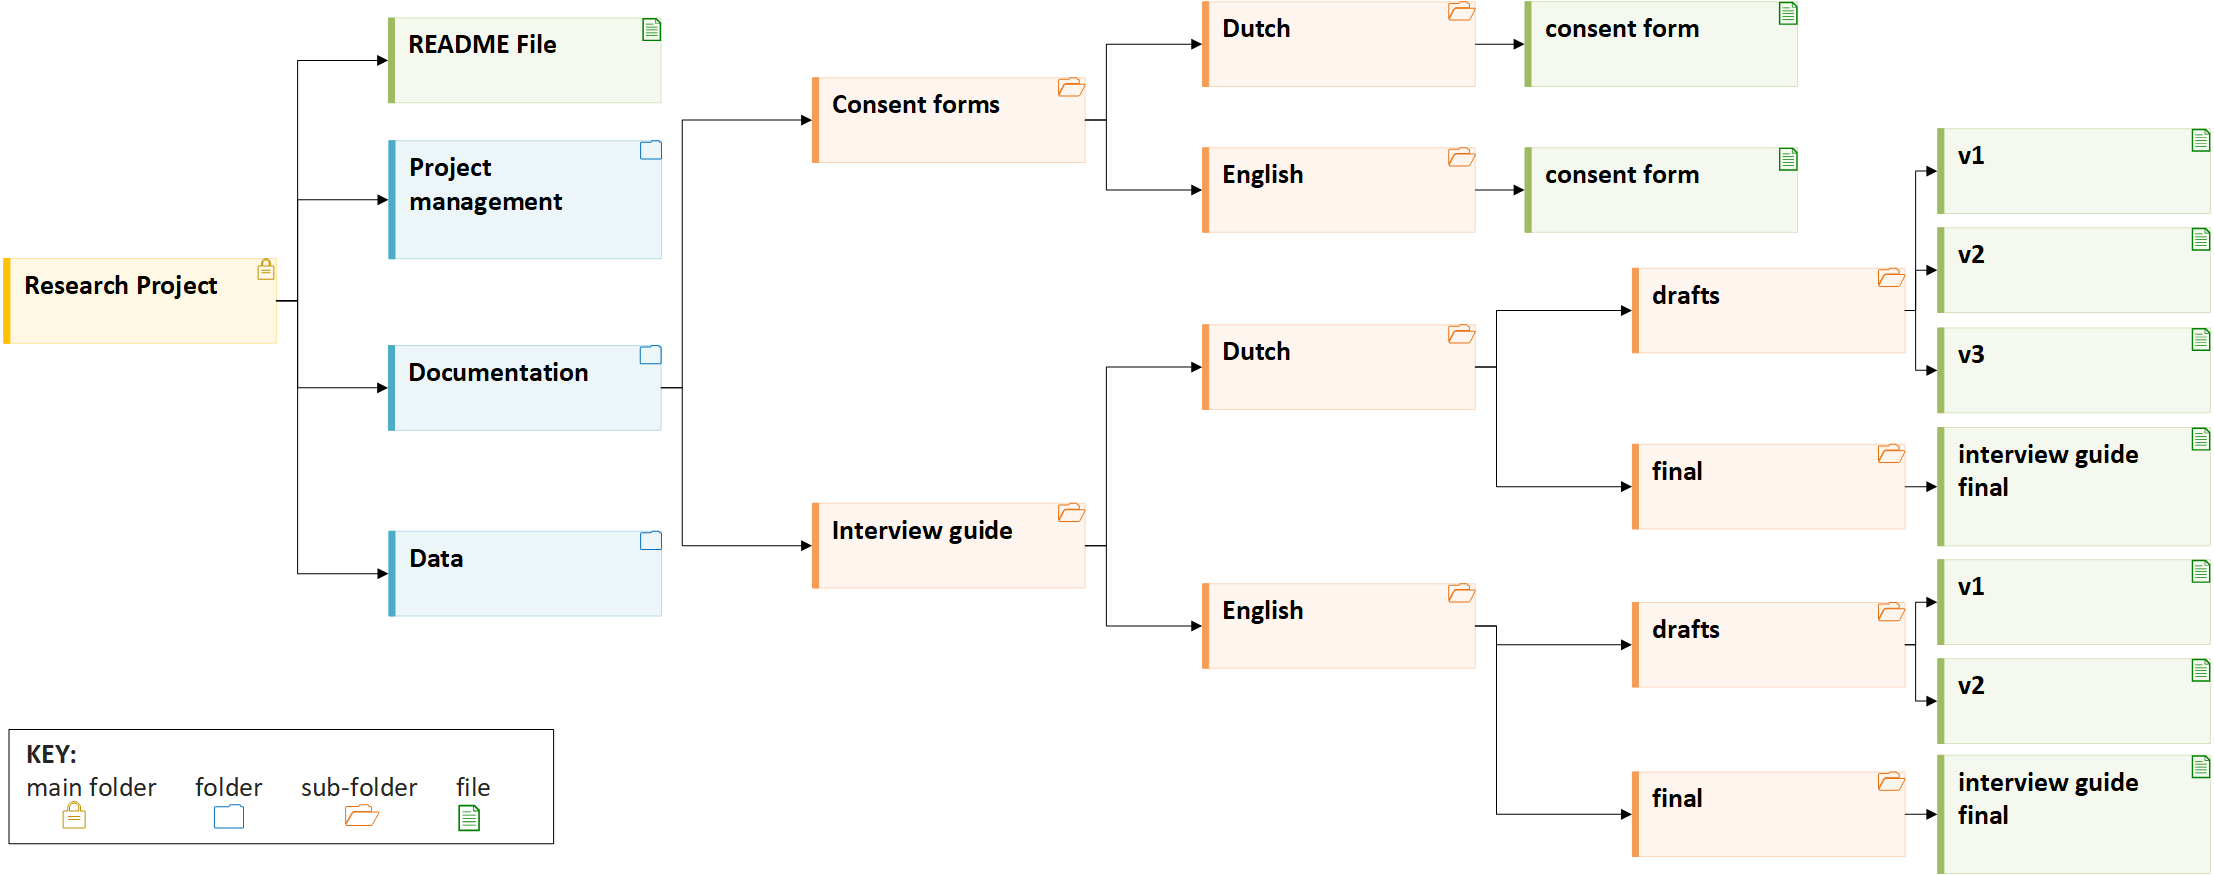 README File
Project
management
Research Project
Documentation
Data
Consent forms
Interview guide
Dutch
consent form
English
consent form
Dutch
drafts
v1
v2
v3
final
interview guide
final
English
drafts
v1
v2
final
interview guide
final
KEY:
main folder folder sub-folder file